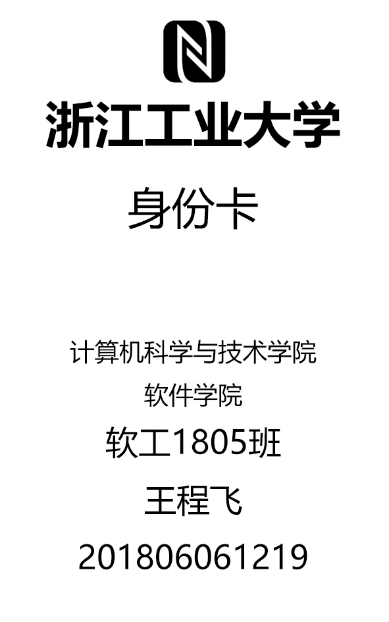 浙江工业大学
身份卡
计算机科学与技术学院
软件学院
软工1805班
王程飞
201806061219